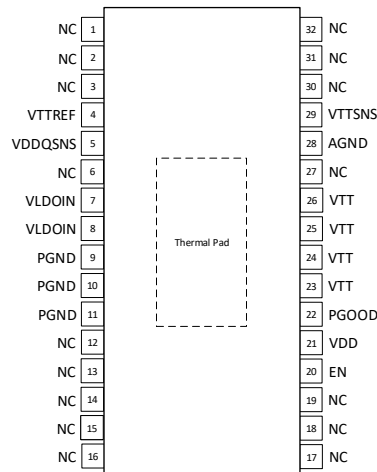 NC 1 32 NC
NC 2 31 NC
NC 3 30 NC
VTTREF 4 29 VTTSNS
VDDQSNS 5 28 AGND
NC 6 27 NC
VLDOIN 7 26 VTT
VLDOIN 8 25 VTT
Thermal Pad
PGND 9 24 VTT
PGND 10 23 VTT
PGND 11 22 PGOOD
NC 12 21 VDD
NC 13 20 EN
NC 14 19 NC
NC 15 18 NC
NC 16 17 NC